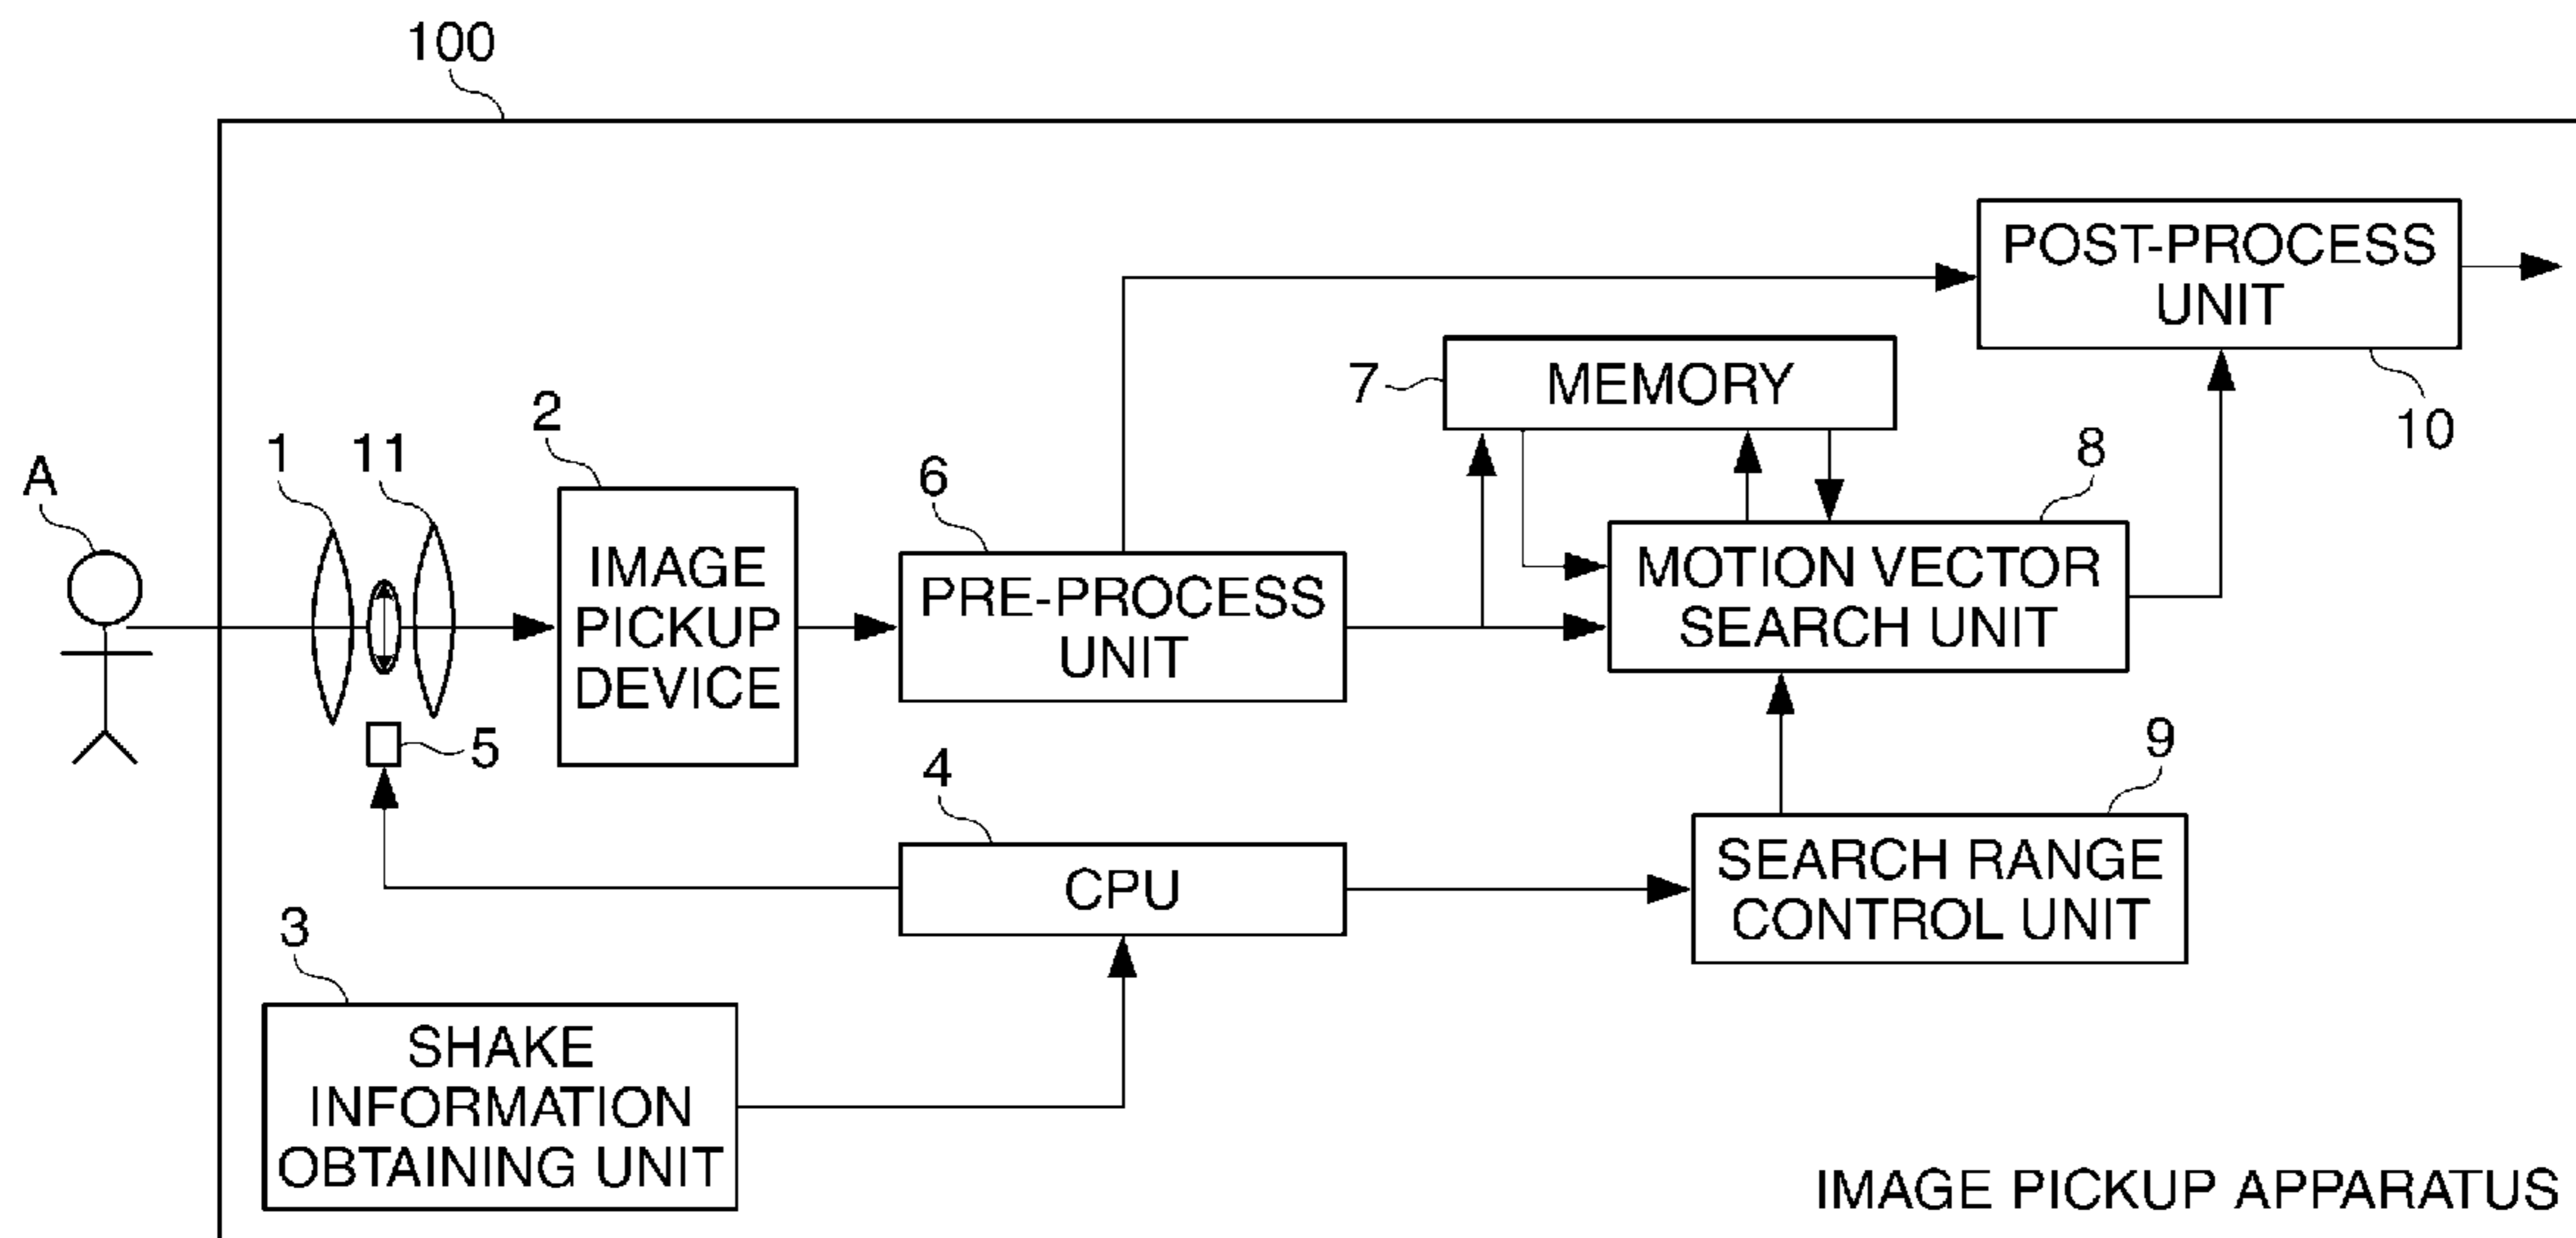 100
POST-PROCESS
UNIT
10
7
MEMORY
2
1
11
A
6
8
IMAGE
PICKUP
DEVICE
PRE-PROCESS
UNIT
MOTION VECTOR
SEARCH UNIT
5
4
9
CPU
SEARCH RANGE
CONTROL UNIT
3
SHAKE
INFORMATION
OBTAINING UNIT
IMAGE PICKUP APPARATUS